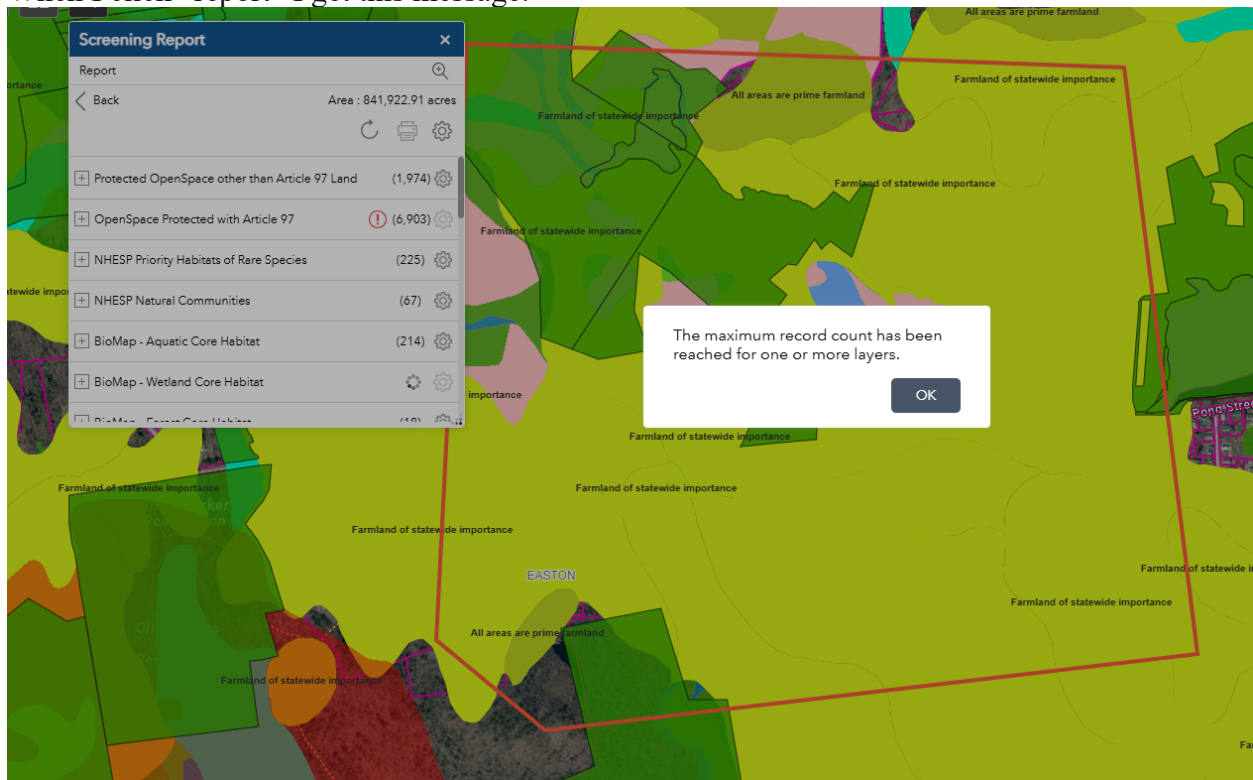 All areas are prime farmland
Screening Report
Report
Back
Area : 841,922.91 acres
Protected OpenSpace other than Article 97 Land (1,974)
OpenSpace Protected with Article 97 (6,903)
NHESP Priority Habitats of Rare Species (225)
NHESP Natural Communities (67)
BioMap - Aquatic Core Habitat (214)
BioMap - Wetland Core Habitat
Farmland of statewide importance
All areas are prime farmland
Farmland of statewide importance
Farmland of statewide importance
Farmland of statewide importance
The maximum record count has been
reached for one or more layers.
OK
importance
Pond Stree
Farmland of statewide importance
Farmland of statewide importance
Farmland of statewide importance
Farmland of statewide importance
Farmland of statewide
EASTON
Farmland of statewide importance
All areas are prime farmland
Farmland of statewide importance